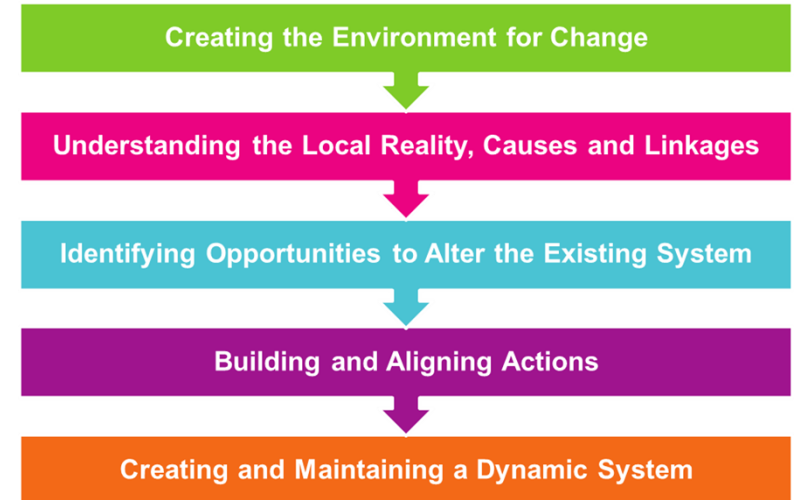 Creating the Environment for Change
Understanding the Local Reality, Causes and Linkages
Identifying Opportunities to Alter the Existing System
Building and Aligning Actions
Creating and Maintaining a Dynamic System